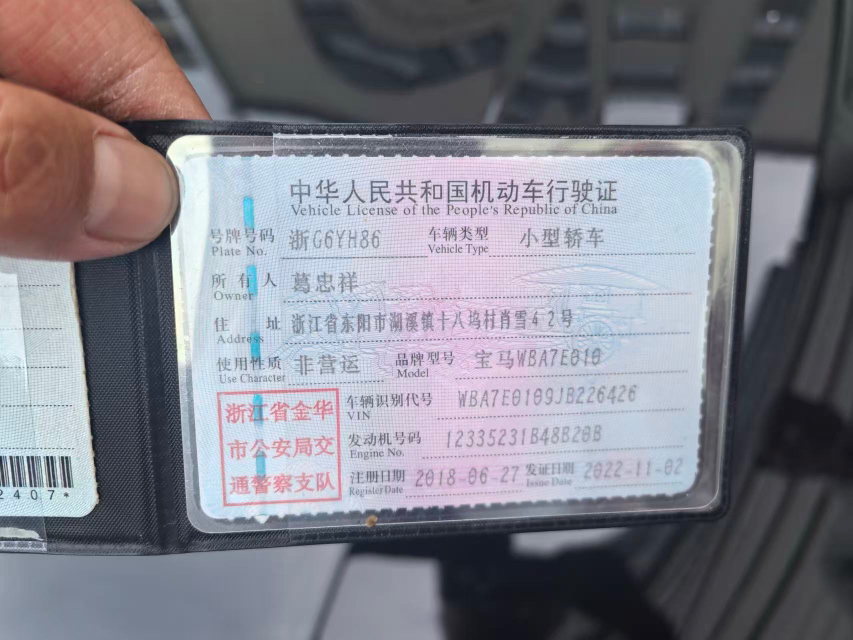 中华人民共和国机动车行驶证
Vehicle License of the People's Republic of China
号牌号码 浙G6YH86 车辆类型 小型轿车
Plate No. Vehicle Type
所有人 葛忠祥
Owner
住址 浙江省东阳市湖溪镇十八坞村肖雪42号
Address
使用性质 非营运 品牌型号 宝马WBA7E010
Use Character Model
浙江省金华
市公安局交
通警察支队
车辆识别代号 WBA7E0109JB226426
VIN
发动机号码 12335231B48B20B
Engine No.
注册日期 2018-06-27 发证日期 2022-11-02
Register Date Issue Date
2407*